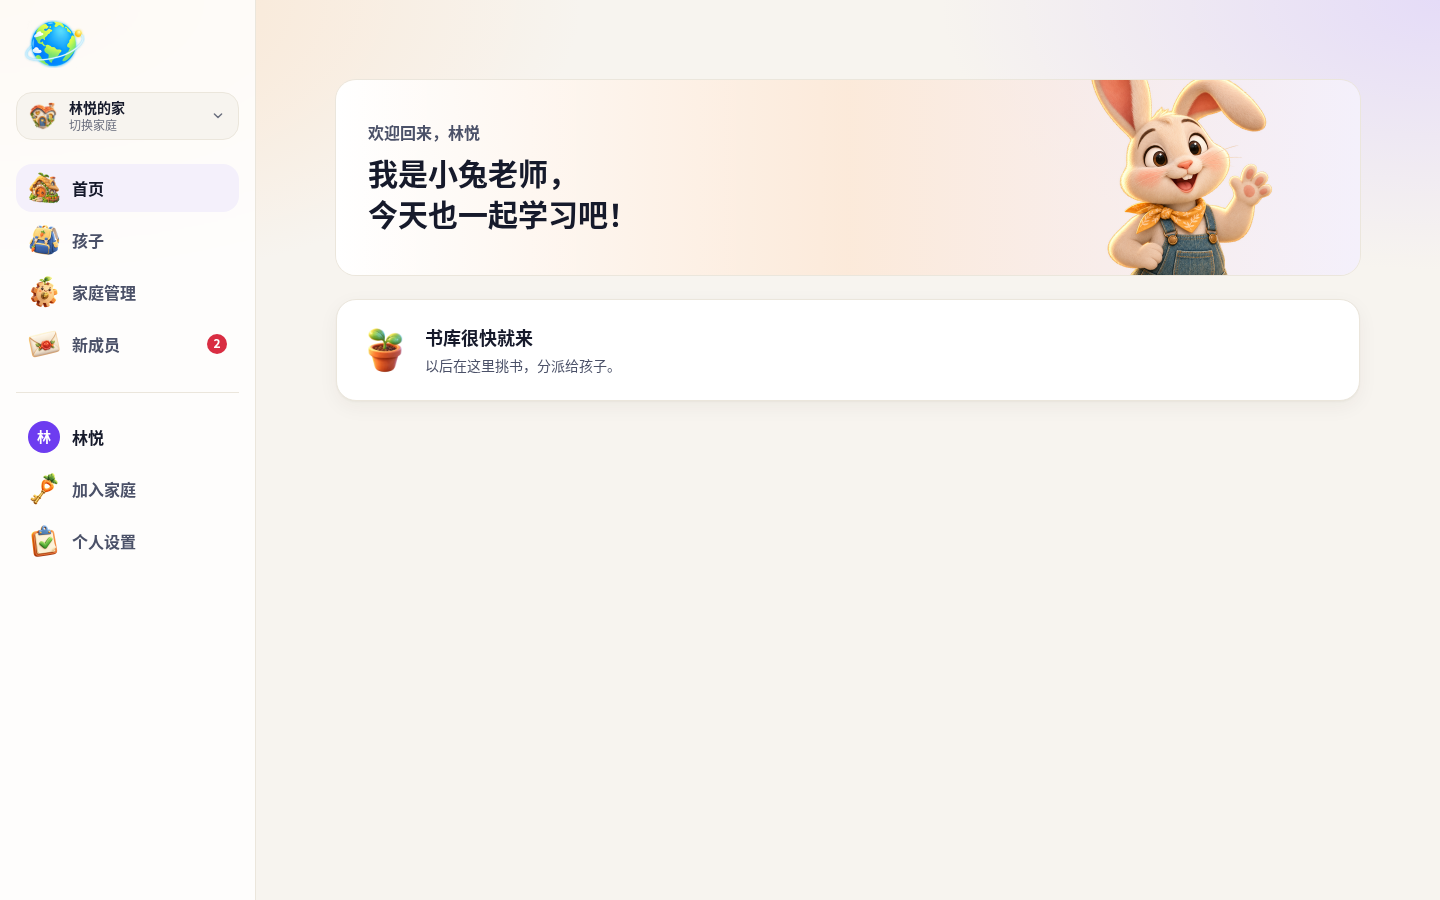 林悦的家
切换家庭
首页
孩子
家庭管理
新成员
2
林
林悦
加入家庭
个人设置
欢迎回来，林悦
我是小兔老师，
今天也一起学习吧！
书库很快就来
以后在这里挑书，分派给孩子。